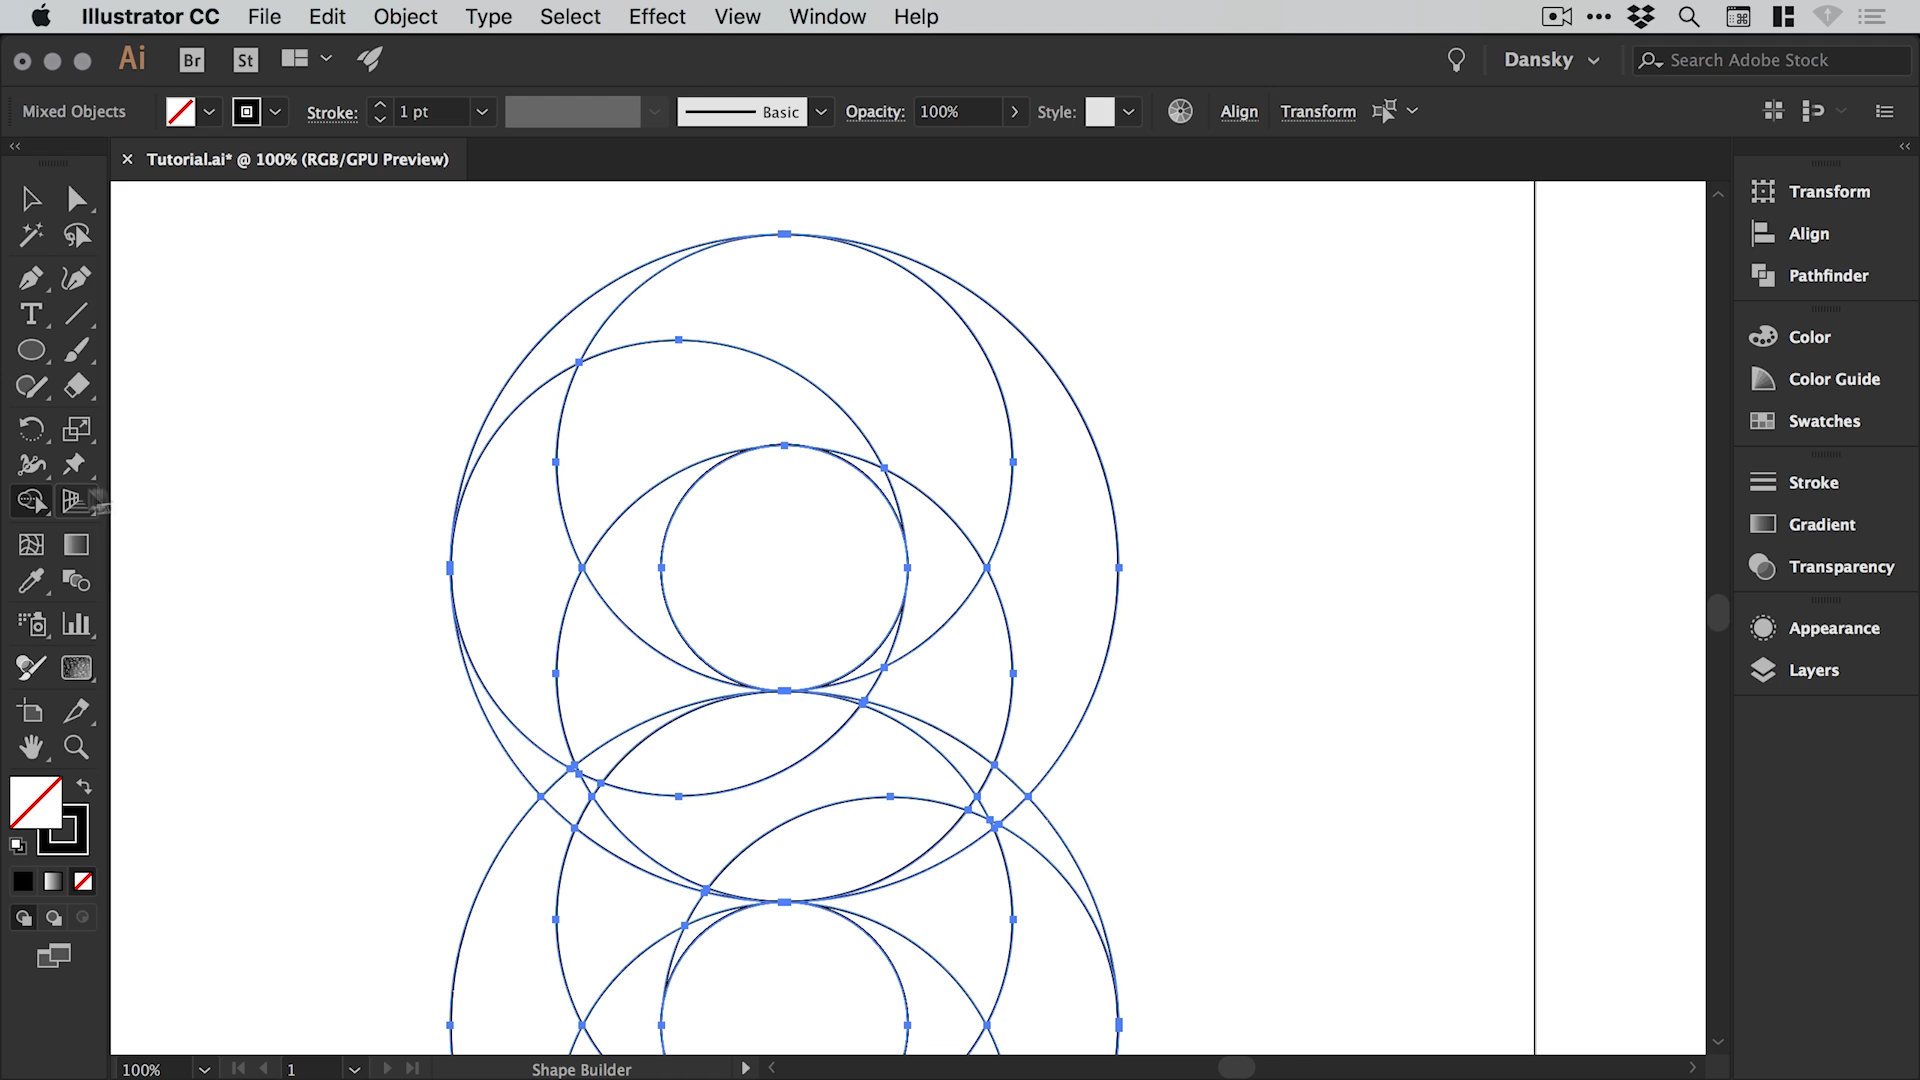 Illustrator CC File Edit Object Type Select Effect View Window Help
Ai Br St Dansky Search Adobe Stock
Mixed Objects Stroke: 1 pt Basic Opacity: 100% Style: Align Transform
× Tutorial.ai* @ 100% (RGB/GPU Preview)
Transform
Align
Pathfinder
Color
Color Guide
Swatches
Stroke
Gradient
Transparency
Appearance
Layers
100% 1 Shape Builder